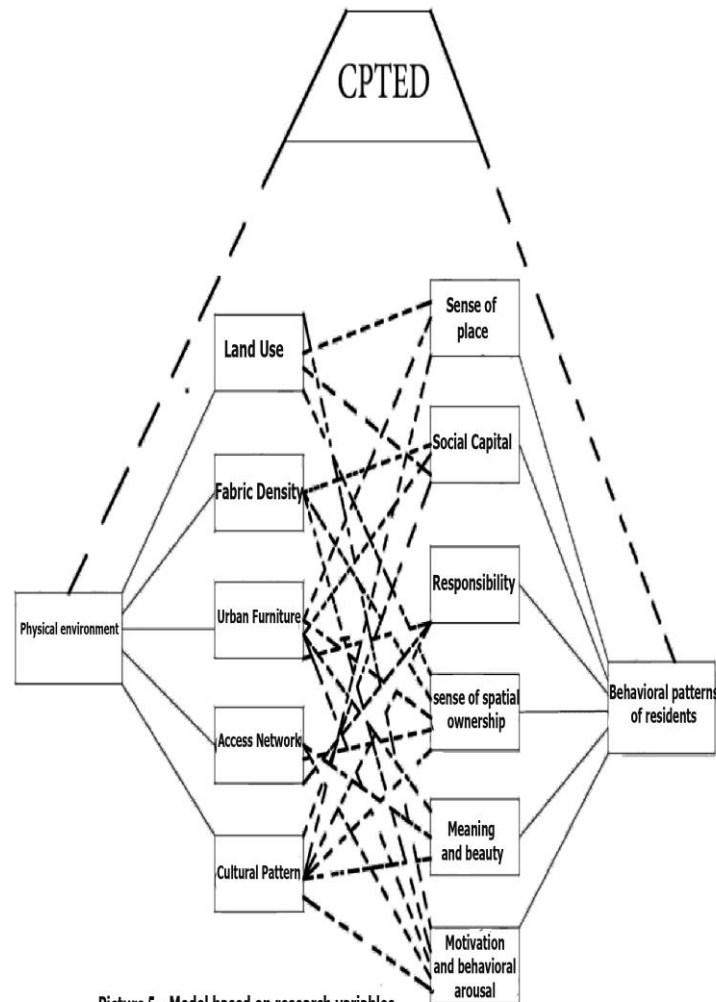 CPTED
Sense of
place
Land Use
Social Capital
Fabric Density
Responsibility
Urban Furniture
Physical environment
sense of spatial
ownership
Behavioral patterns
of residents
Access Network
Meaning
and beauty
Cultural Pattern
Motivation
and behavioral
arousal
Picture 5 - Model based on research variables